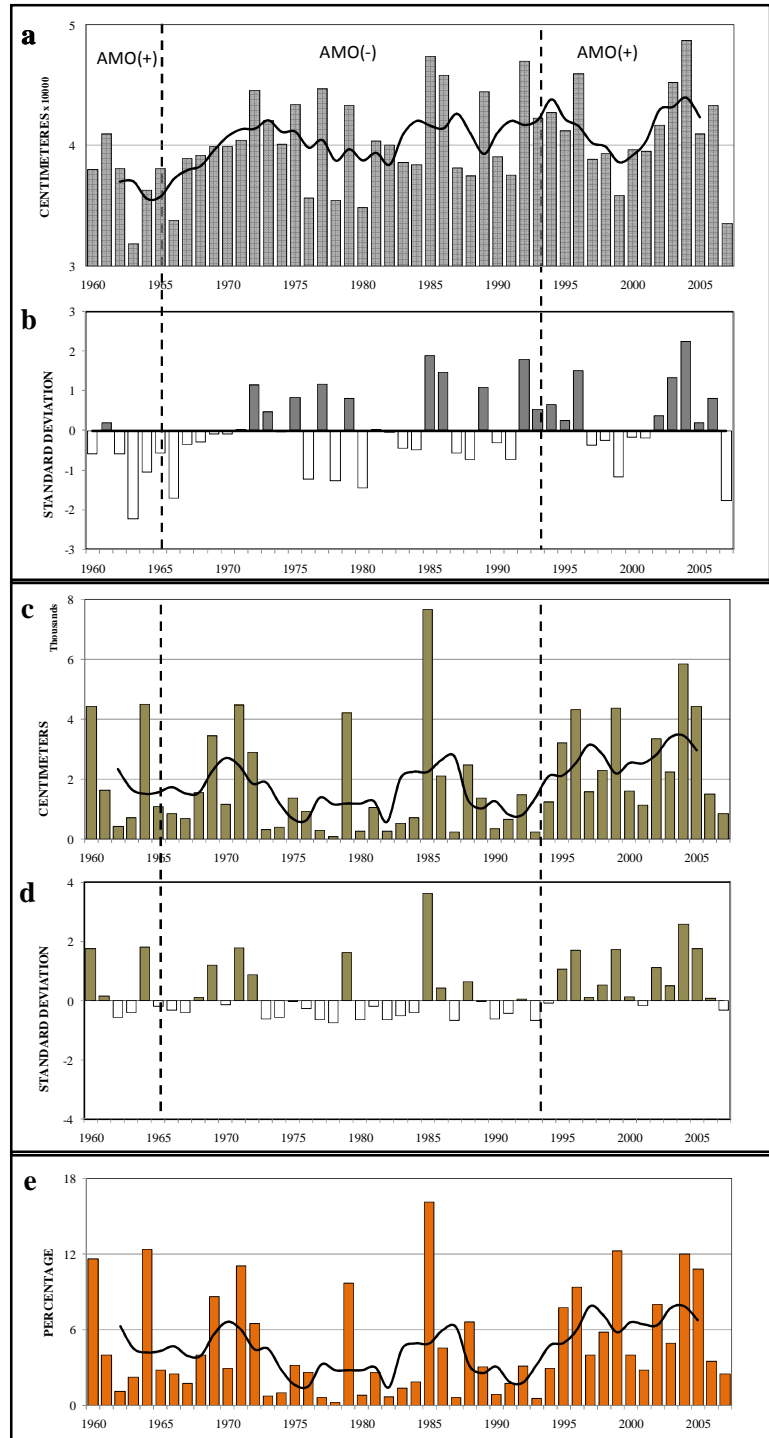 a
AMO(+)
AMO(-)
AMO(+)
CENTIMETERES x 10000
5
4
3
1960 1965 1970 1975 1980 1985 1990 1995 2000 2005
b
STANDARD DEVIATION
3
2
1
0
-1
-2
-3
1960 1965 1970 1975 1980 1985 1990 1995 2000 2005
c
Thousands
CENTIMETERS
8
6
4
2
0
1960 1965 1970 1975 1980 1985 1990 1995 2000 2005
d
STANDARD DEVIATION
4
2
0
-2
-4
1960 1965 1970 1975 1980 1985 1990 1995 2000 2005
e
PERCENTAGE
18
12
6
0
1960 1965 1970 1975 1980 1985 1990 1995 2000 2005